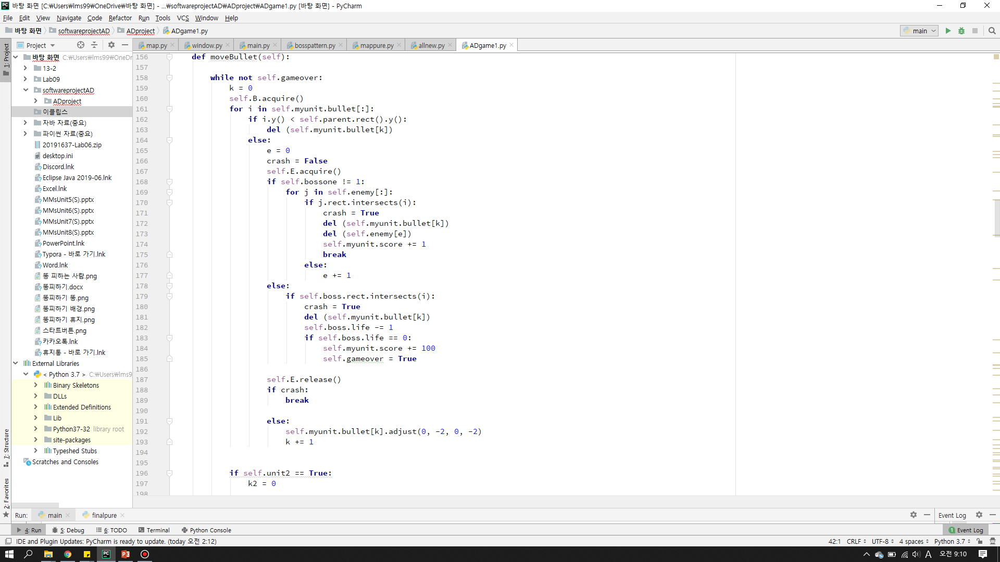 바탕 화면 [C:₩Users₩lms99₩OneDrive₩바탕 화면] - ...₩softwareprojectAD₩ADproject₩ADgame1.py [바탕 화면] - PyCharm
File Edit View Navigate Code Refactor Run Tools VCS Window Help
바탕 화면 softwareprojectAD ADproject ADgame1.py main
Project map.py window.py main.py bosspattern.py mappure.py allnew.py ADgame1.py
1: Project
7: Structure
2: Favorites
바탕 화면 C:₩Users₩lms99₩OneDr
13-2
Lab09
softwareprojectAD
ADproject
이클립스
자바 자료(중요)
파이썬 자료(중요)
20191637-Lab06.zip
desktop.ini
Discord.lnk
Eclipse Java 2019-06.lnk
Excel.lnk
MMsUnit5(S).pptx
MMsUnit6(S).pptx
MMsUnit7(S).pptx
MMsUnit8(S).pptx
PowerPoint.lnk
Typora - 바로 가기.lnk
Word.lnk
똥 피하는 사람.png
똥피하기.docx
똥피하기 똥.png
똥피하기 배경.png
똥피하기 휴지.png
스타트버튼.png
카카오톡.lnk
휴지통 - 바로 가기.lnk
External Libraries
< Python 3.7 > C:₩Users₩lms9
Binary Skeletons
DLLs
Extended Definitions
Lib
Python37-32 library root
site-packages
Typeshed Stubs
Scratches and Consoles
156 def moveBullet(self):
157
158 while not self.gameover:
159 k = 0
160 self.B.acquire()
161 for i in self.myunit.bullet[:]:
162 if i.y() < self.parent.rect().y():
163 del (self.myunit.bullet[k])
164 else:
165 e = 0
166 crash = False
167 self.E.acquire()
168 if self.bossone != 1:
169 for j in self.enemy[:]:
170 if j.rect.intersects(i):
171 crash = True
172 del (self.myunit.bullet[k])
173 del (self.enemy[e])
174 self.myunit.score += 1
175 break
176 else:
177 e += 1
178 else:
179 if self.boss.rect.intersects(i):
180 crash = True
181 del (self.myunit.bullet[k])
182 self.boss.life -= 1
183 if self.boss.life == 0:
184 self.myunit.score += 100
185 self.gameover = True
186
187 self.E.release()
188 if crash:
189 break
190
191 else:
192 self.myunit.bullet[k].adjust(0, -2, 0, -2)
193 k += 1
194
195
196 if self.unit2 == True:
197 k2 = 0
198
Run: main finalpure Event Log
4: Run 5: Debug 6: TODO Terminal Python Console 1 Event Log
IDE and Plugin Updates: PyCharm is ready to update. (today 오전 2:12) 42:1 CRLF UTF-8 4 spaces Python 3.7
A 오전 9:10